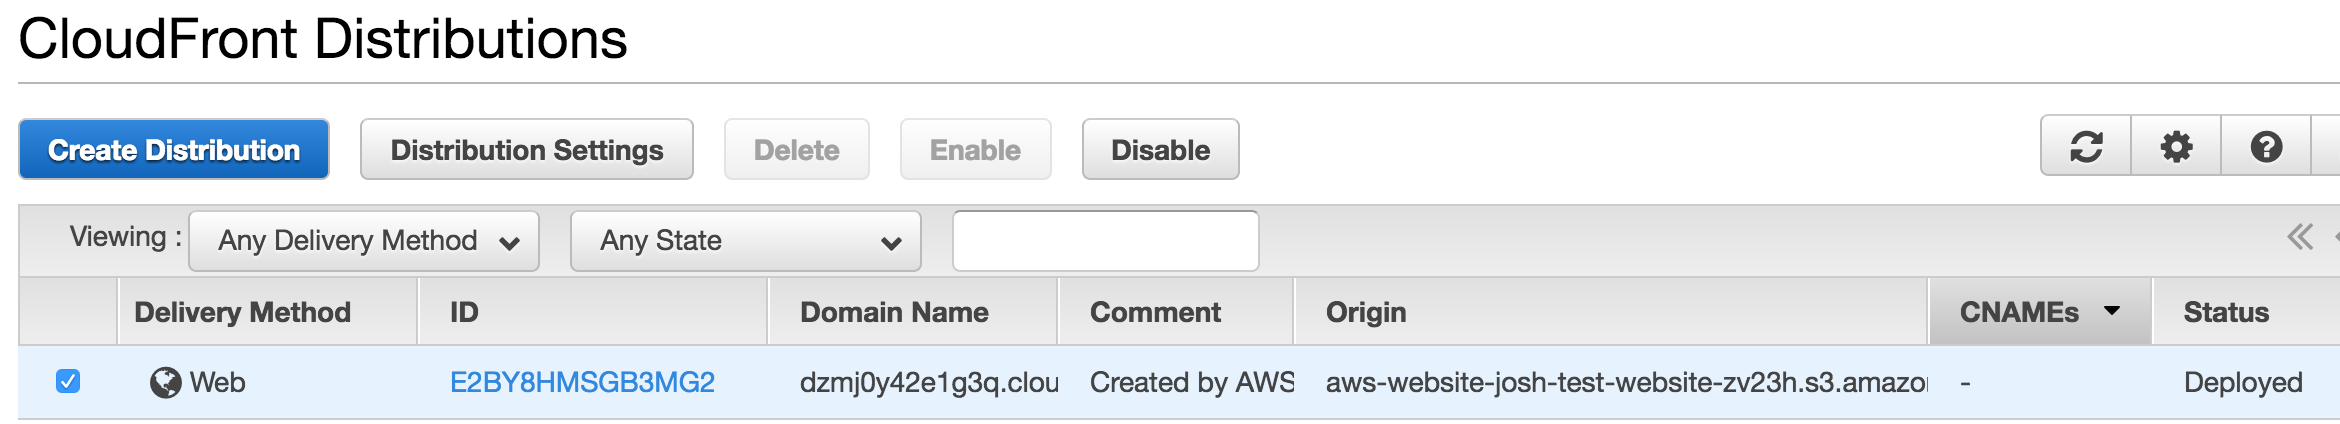 CloudFront Distributions
Create Distribution Distribution Settings Delete Enable Disable
Viewing : Any Delivery Method Any State
Delivery Method ID Domain Name Comment Origin CNAMEs Status
Web E2BY8HMSGB3MG2 dzmj0y42e1g3q.clou Created by AWS aws-website-josh-test-website-zv23h.s3.amazo - Deployed